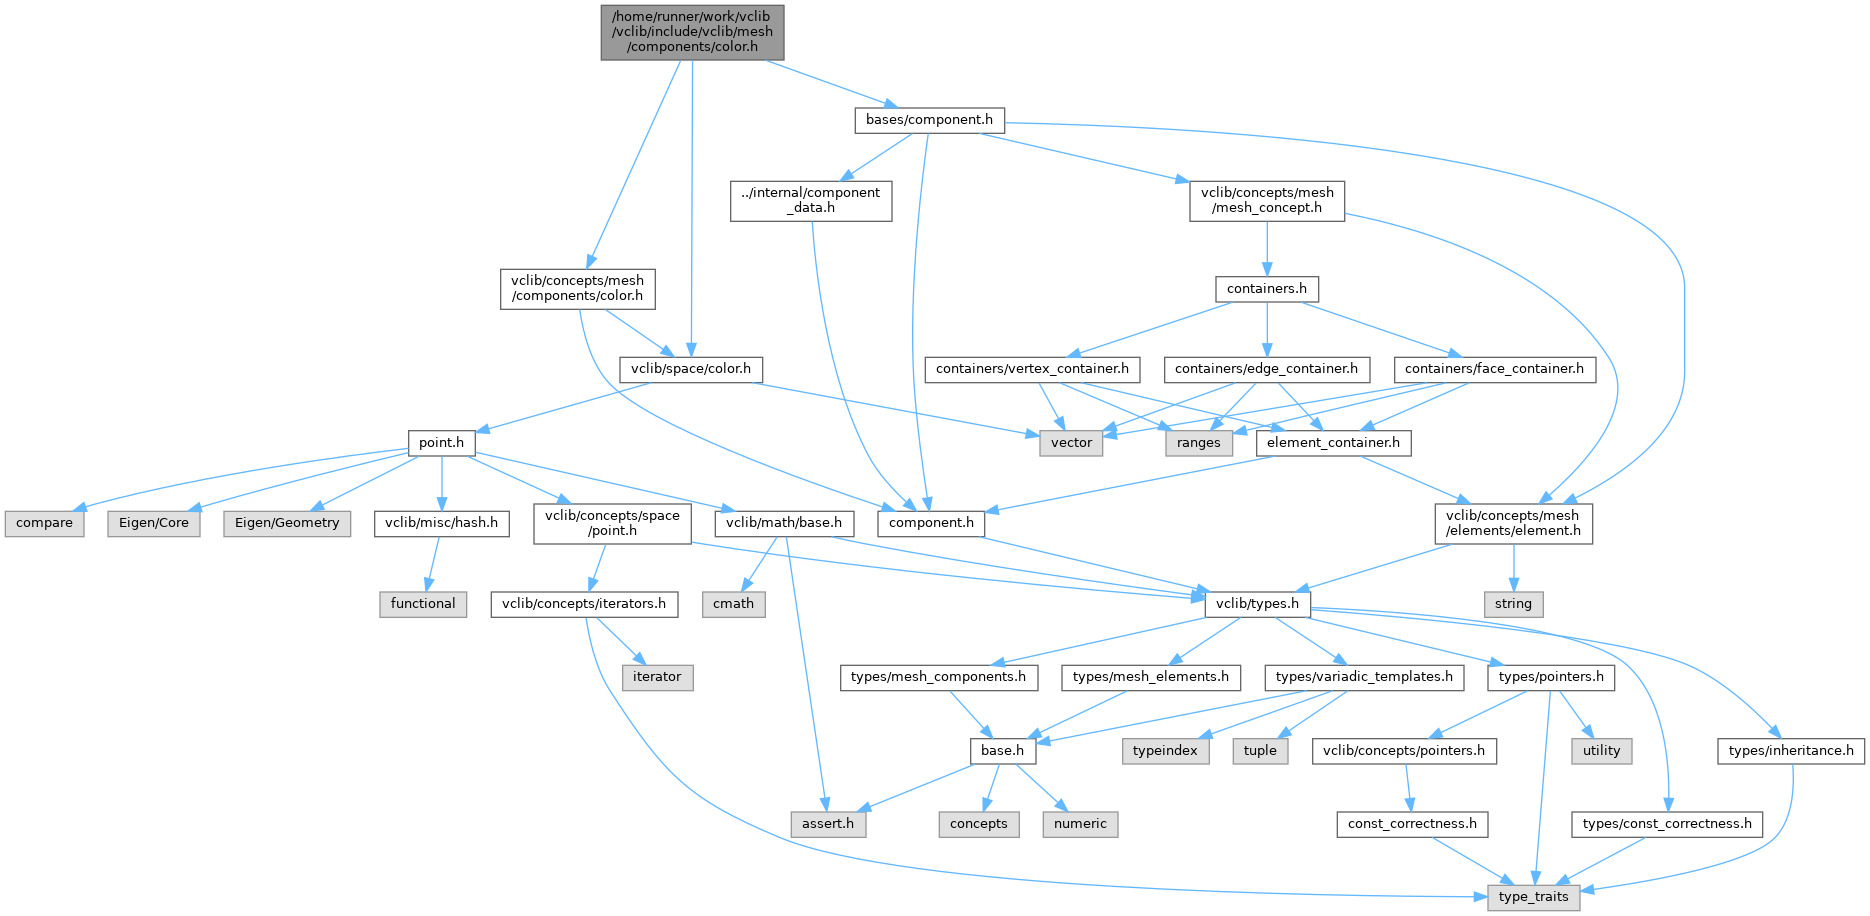 /home/runner/work/vclib
/vclib/include/vclib/mesh
/components/color.h
bases/component.h
../internal/component
_data.h
vclib/concepts/mesh
/mesh_concept.h
vclib/concepts/mesh
/components/color.h
containers.h
vclib/space/color.h
containers/vertex_container.h
containers/edge_container.h
containers/face_container.h
point.h
vector
ranges
element_container.h
compare
Eigen/Core
Eigen/Geometry
vclib/misc/hash.h
vclib/concepts/space
/point.h
vclib/math/base.h
component.h
vclib/concepts/mesh
/elements/element.h
functional
vclib/concepts/iterators.h
cmath
vclib/types.h
string
iterator
types/mesh_components.h
types/mesh_elements.h
types/variadic_templates.h
types/pointers.h
base.h
typeindex
tuple
vclib/concepts/pointers.h
utility
types/inheritance.h
assert.h
concepts
numeric
const_correctness.h
types/const_correctness.h
type_traits